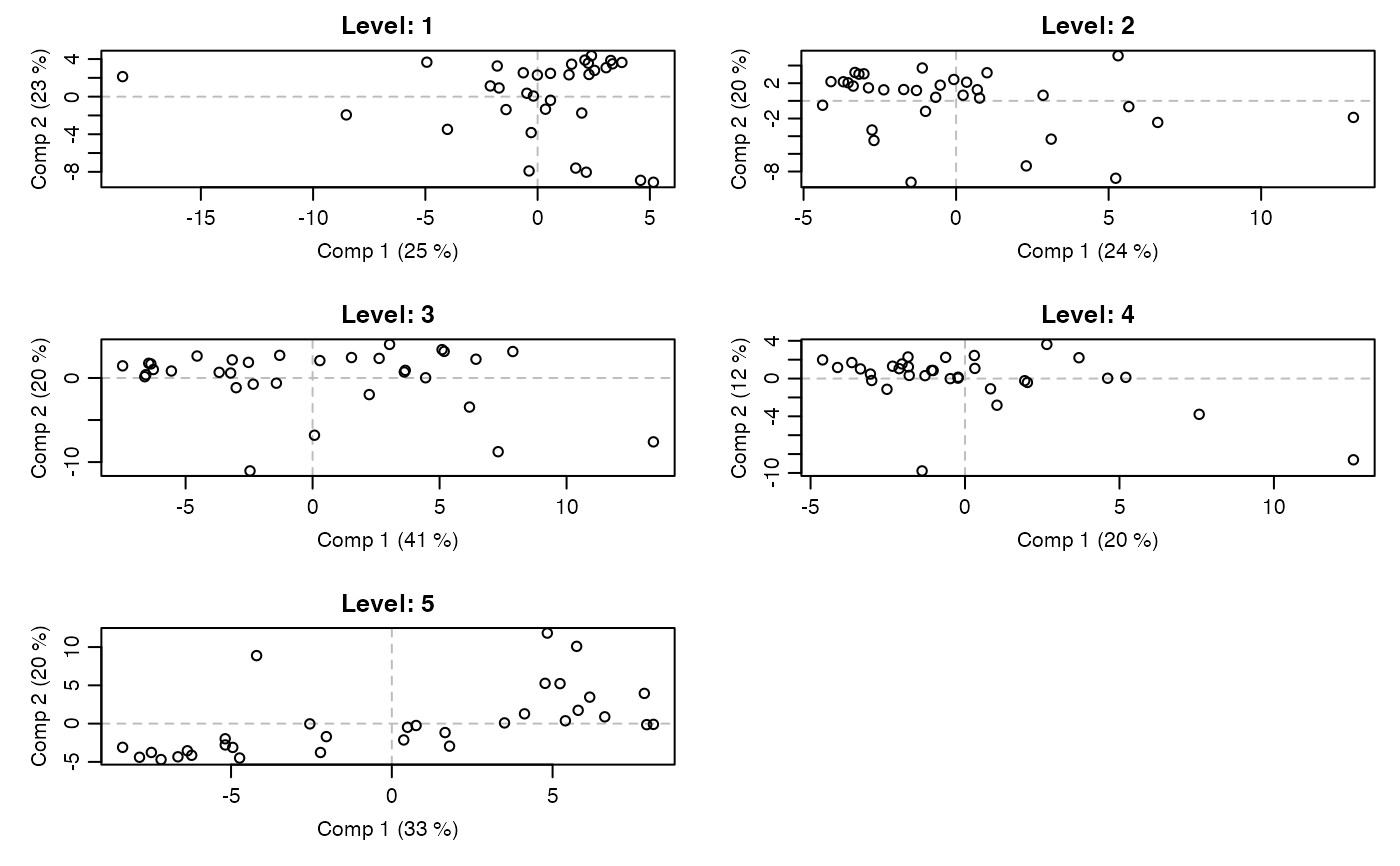 Level: 1
Comp 2 (23 %)
4
0
-4
-8
-15 -10 -5 0 5
Comp 1 (25 %)
Level: 2
Comp 2 (20 %)
2
-2
-8
-5 0 5 10
Comp 1 (24 %)
Level: 3
Comp 2 (20 %)
0
-10
-5 0 5 10
Comp 1 (41 %)
Level: 4
Comp 2 (12 %)
4
0
-4
-10
-5 0 5 10
Comp 1 (20 %)
Level: 5
Comp 2 (20 %)
10
5
0
-5
-5 0 5
Comp 1 (33 %)